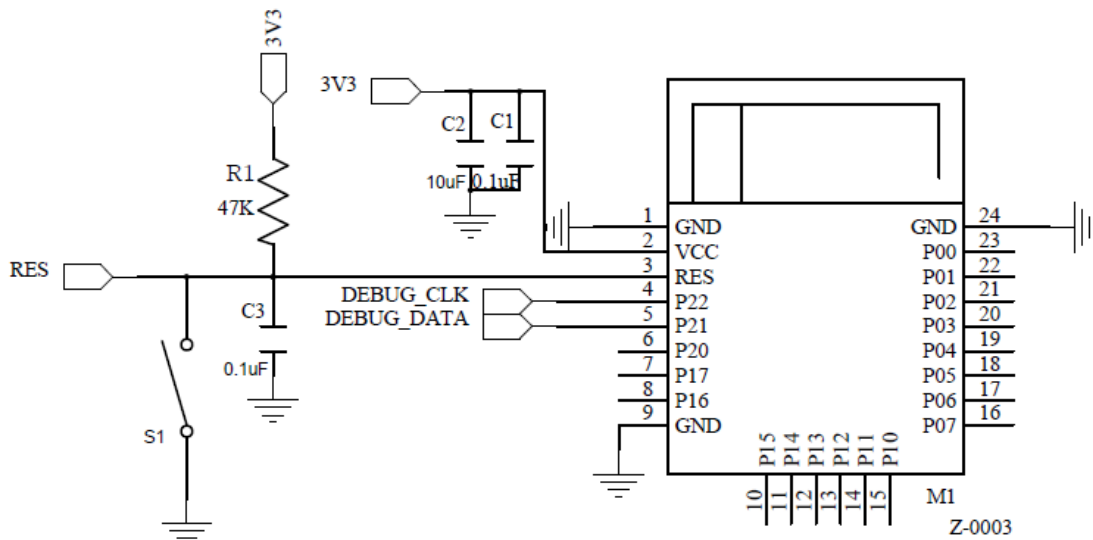 3V3
3V3
C2
C1
R1
47K
10uF
0.1uF
RES
C3
0.1uF
S1
DEBUG_CLK
DEBUG_DATA
1 GND
2 VCC
3 RES
4 P22
5 P21
6 P20
7 P17
8 P16
9 GND
GND 24
P00 23
P01 22
P02 21
P03 20
P04 19
P05 18
P06 17
P07 16
P15 P14 P13 P12 P11 P10
10 11 12 13 14 15
M1
Z-0003